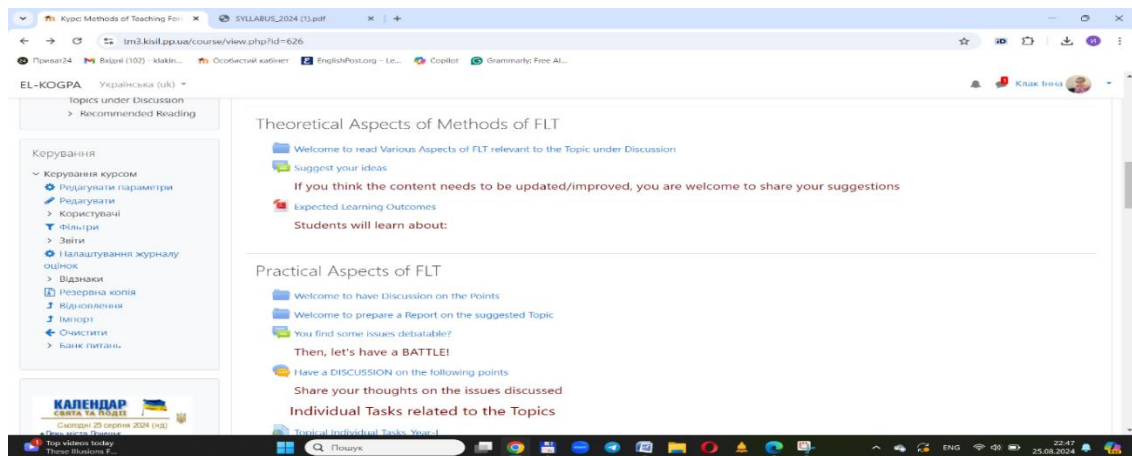 Курс: Methods of Teaching For
SYLLABUS_2024 (1).pdf
tm3.kisil.pp.ua/course/view.php?id=626
Приват24
Вхідні (102) - klakin...
Особистий кабінет
EnglishPost.org – Le...
Copilot
Grammarly: Free AI...
EL-KOGPA
Українська (uk)
Клак Інна
Topics under Discussion
Recommended Reading
Керування
Керування курсом
Редагувати параметри
Редагувати
Користувачі
Фільтри
Звіти
Налаштування журналу
оцінок
Відзнаки
Резервна копія
Відновлення
Імпорт
Очистити
Банк питань
КАЛЕНДАР
СВЯТА ТА ПОДІЇ
Сьогодні 25 серпня 2024 (нд)
Theoretical Aspects of Methods of FLT
Welcome to read Various Aspects of FLT relevant to the Topic under Discussion
Suggest your ideas
If you think the content needs to be updated/improved, you are welcome to share your suggestions
Expected Learning Outcomes
Students will learn about:
Practical Aspects of FLT
Welcome to have Discussion on the Points
Welcome to prepare a Report on the suggested Topic
You find some issues debatable?
Then, let's have a BATTLE!
Have a DISCUSSION on the following points
Share your thoughts on the issues discussed
Individual Tasks related to the Topics
Topical Individual Tasks. Year-I
Top videos today
These Illusions F...
Пошук
ENG
22:47
25.08.2024